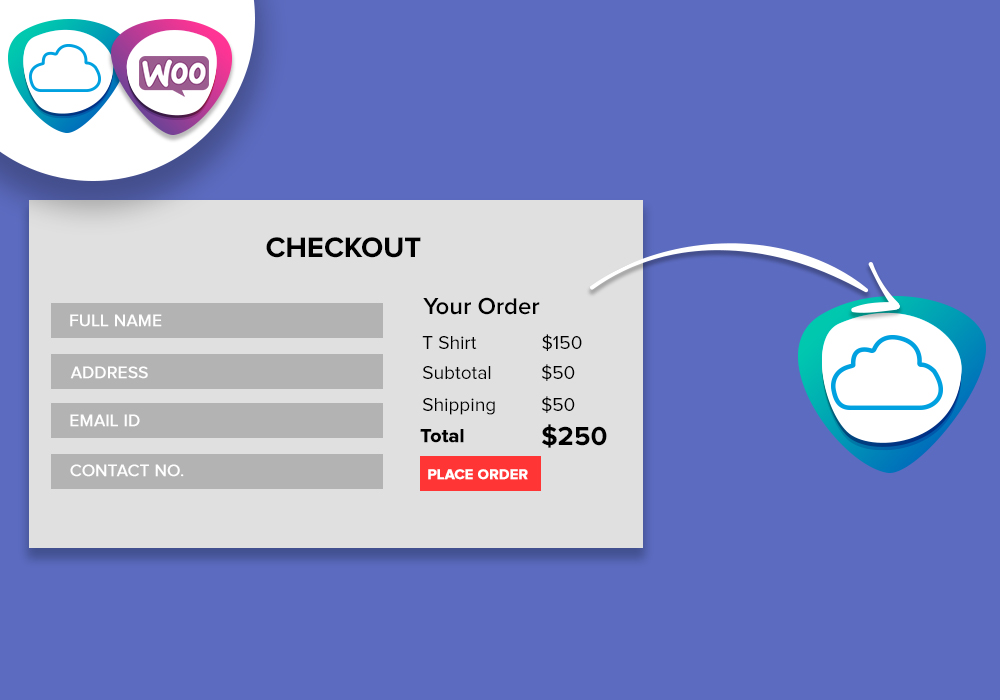 Woo
CHECKOUT
FULL NAME
ADDRESS
EMAIL ID
CONTACT NO.
Your Order
T Shirt $150
Subtotal $50
Shipping $50
Total $250
PLACE ORDER